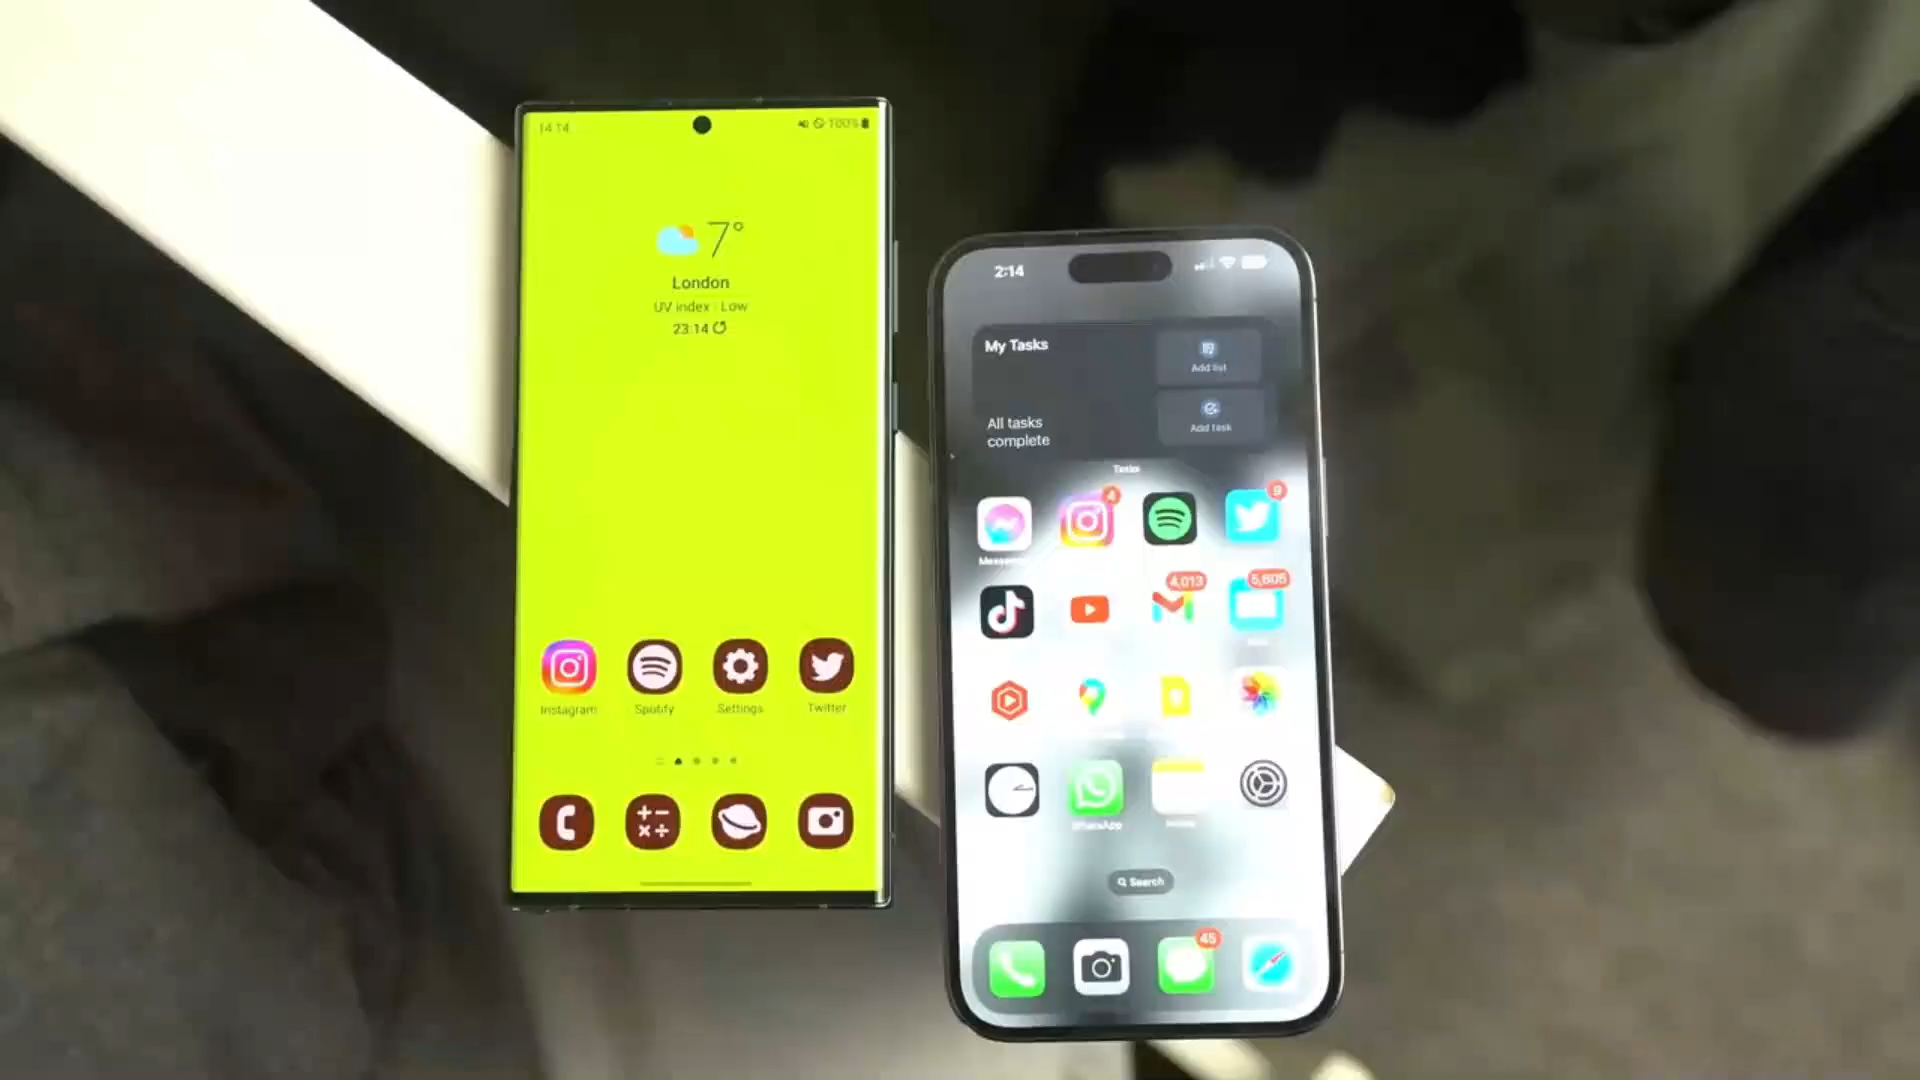 14:14
100%
7°
London
UV index : Low
23:14
Instagram
Spotify
Settings
Twitter
2:14
My Tasks
Add list
All tasks
complete
Add task
Tasks
4
9
4,013
5,605
WhatsApp
Search
45